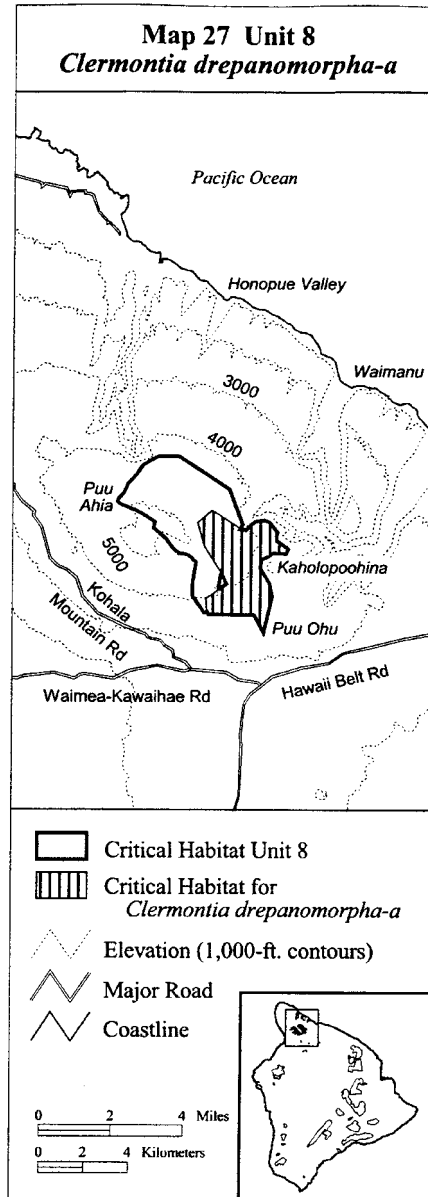 Map 27 Unit 8
Clermontia drepanomorpha-a
Pacific Ocean
Honopue Valley
Waimanu
3000
4000
Puu
Ahia
5000
Kaholopoohina
Kohala
Mountain Rd
Puu Ohu
Waimea-Kawaihae Rd
Hawaii Belt Rd
Critical Habitat Unit 8
Critical Habitat for
Clermontia drepanomorpha-a
Elevation (1,000-ft. contours)
Major Road
Coastline
0 2 4 Miles
0 2 4 Kilometers